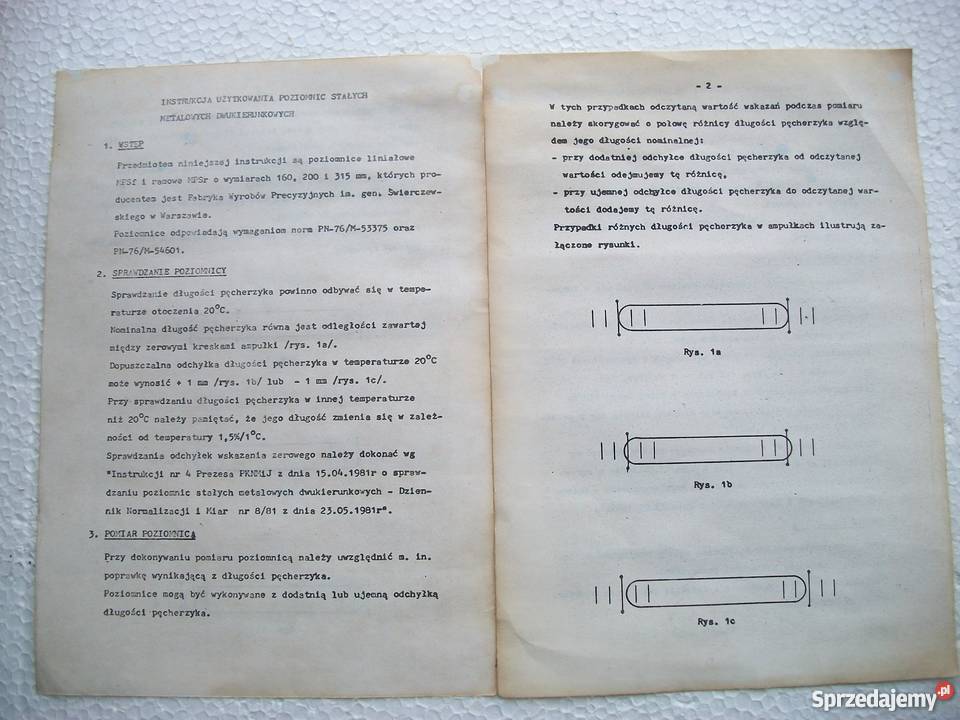 INSTRUKCJA UŻYTKOWANIA POZIOMNIC STAŁYCH
METALOWYCH DWUKIERUNKOWYCH
1. WSTĘP
Przedmiotem niniejszej instrukcji są poziomnice liniałowe
MPSf i ramowe MPSr o wymiarach 160, 200 i 315 mm, których pro-
ducentem jest Fabryka Wyrobów Precyzyjnych im. gen. Świerczew-
skiego w Warszawie.
Poziomnice odpowiadają wymaganiom norm PN-76/M-53375 oraz
PN-76/M-54601.
2. SPRAWDZANIE POZIOMNICY
Sprawdzanie długości pęcherzyka powinno odbywać się w tempe-
raturze otoczenia 20°C.
Nominalna długość pęcherzyka równa jest odległości zawartej
między zerowymi kreskami ampułki /rys. 1a/.
Dopuszczalna odchyłka długości pęcherzyka w temperaturze 20°C
może wynosić + 1 mm /rys. 1b/ lub - 1 mm /rys. 1c/.
Przy sprawdzaniu długości pęcherzyka w innej temperaturze
niż 20°C należy pamiętać, że jego długość zmienia się w zależ-
ności od temperatury 1,5%/1°C.
Sprawdzania odchyłek wskazania zerowego należy dokonać wg
"Instrukcji nr 4 Prezesa PKNMiJ z dnia 15.04.1981r o spraw-
dzaniu poziomnic stałych metalowych dwukierunkowych - Dzien-
nik Normalizacji i Miar nr 8/81 z dnia 23.05.1981r".
3. POMIAR POZIOMNICĄ
Przy dokonywaniu pomiaru poziomnicą należy uwzględnić m. in.
poprawkę wynikającą z długości pęcherzyka.
Poziomnice mogą być wykonywane z dodatnią lub ujemną odchyłką
długości pęcherzyka.
- 2 -
W tych przypadkach odczytaną wartość wskazań podczas pomiaru
należy skorygować o połowę różnicy długości pęcherzyka wzglę-
dem jego długości nominalnej:
- przy dodatniej odchyłce długości pęcherzyka od odczytanej
wartości odejmujemy tę różnicę,
- przy ujemnej odchyłce długości pęcherzyka do odczytanej war-
tości dodajemy tę różnicę.
Przypadki różnych długości pęcherzyka w ampułkach ilustrują za-
łączone rysunki.
Rys. 1a
Rys. 1b
Rys. 1c
Sprzedajemy.pl